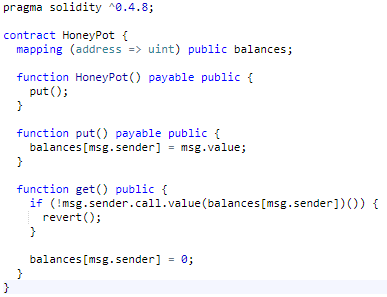 pragma solidity ^0.4.8;

contract HoneyPot {
  mapping (address => uint) public balances;

  function HoneyPot() payable public {
    put();
  }

  function put() payable public {
    balances[msg.sender] = msg.value;
  }

  function get() public {
    if (!msg.sender.call.value(balances[msg.sender])()) {
      revert();
    }

    balances[msg.sender] = 0;
  }
}